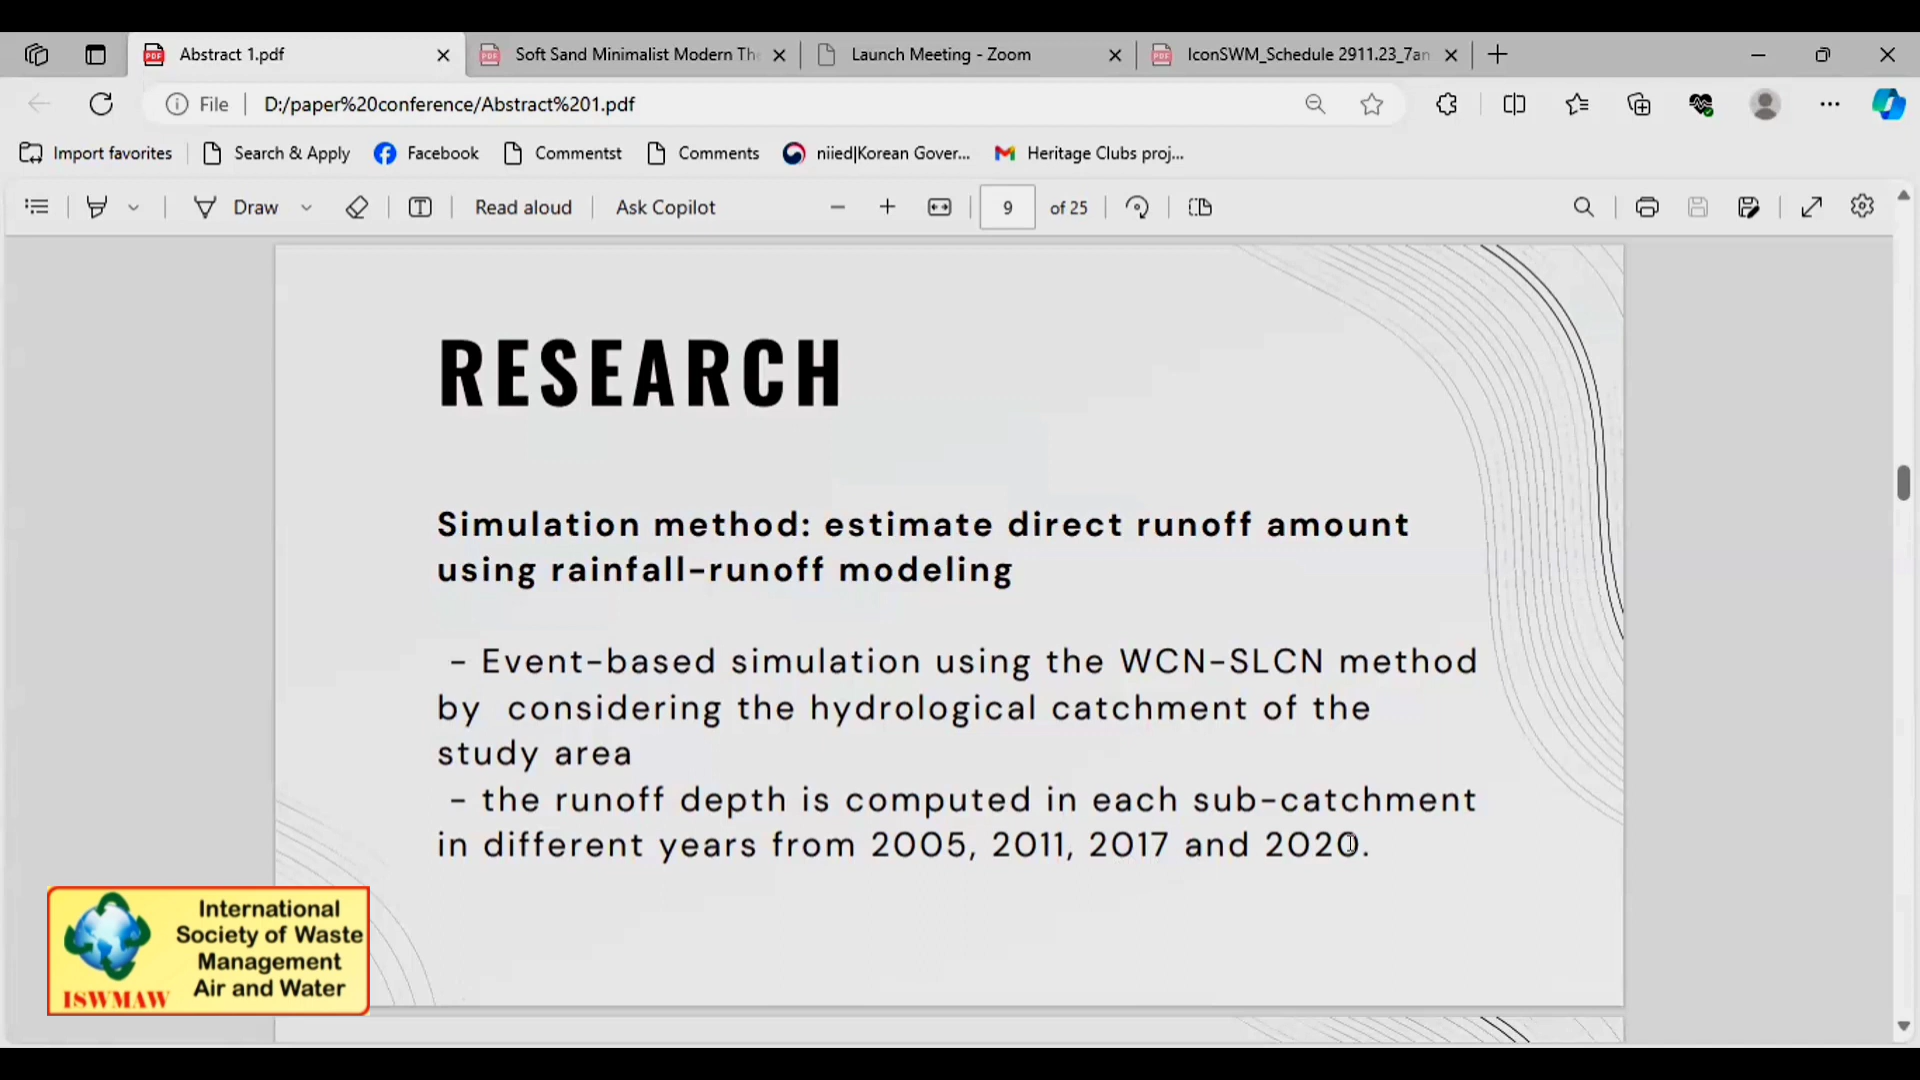 Abstract 1.pdf
Soft Sand Minimalist Modern The
Launch Meeting - Zoom
IconSWM_Schedule 2911.23_7an
File
D:/paper%20conference/Abstract%201.pdf
Import favorites
Search & Apply
Facebook
Commentst
Comments
niied|Korean Gover...
Heritage Clubs proj...
Draw
Read aloud
Ask Copilot
9
of 25
RESEARCH
Simulation method: estimate direct runoff amount
using rainfall-runoff modeling
- Event-based simulation using the WCN-SLCN method
by considering the hydrological catchment of the
study area
- the runoff depth is computed in each sub-catchment
in different years from 2005, 2011, 2017 and 2020.
International
Society of Waste
Management
Air and Water
ISWMAW